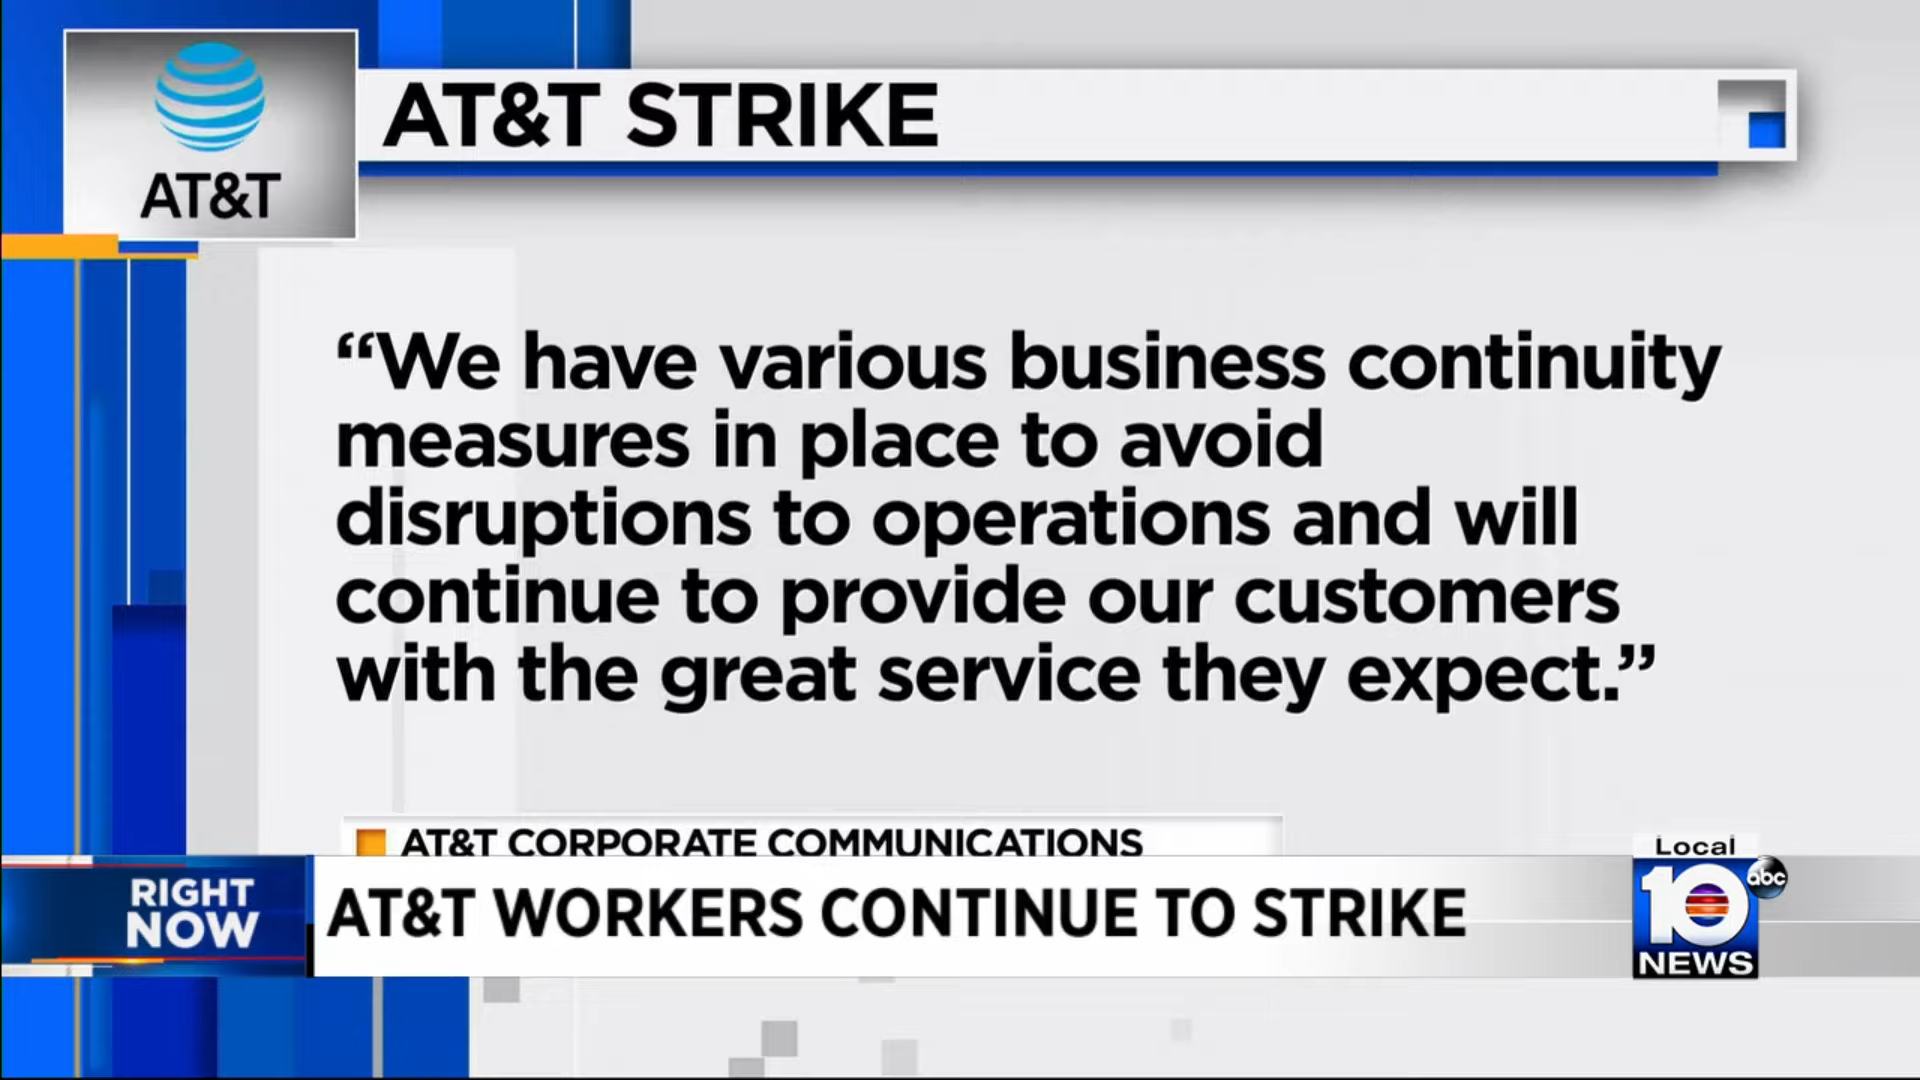 AT&T
AT&T STRIKE
“We have various business continuity
measures in place to avoid
disruptions to operations and will
continue to provide our customers
with the great service they expect.”
AT&T CORPORATE COMMUNICATIONS
RIGHT
NOW
AT&T WORKERS CONTINUE TO STRIKE
Local
10
abc
NEWS